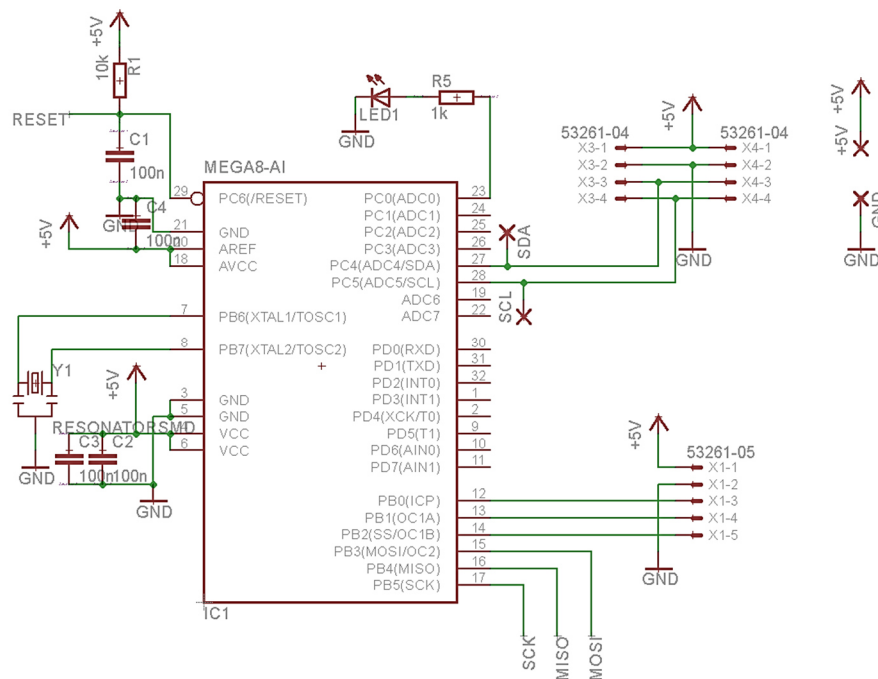 +5V
10k
R1
RESET
C1
100n
GND
C4
100n
+5V
MEGA8-AI
29 PC6(/RESET)
21 GND
20 AREF
18 AVCC
7 PB6(XTAL1/TOSC1)
8 PB7(XTAL2/TOSC2)
3 GND
5 GND
4 VCC
6 VCC
PC0(ADC0) 23
PC1(ADC1) 24
PC2(ADC2) 25
PC3(ADC3) 26
PC4(ADC4/SDA) 27
PC5(ADC5/SCL) 28
ADC6 19
ADC7 22
PD0(RXD) 30
PD1(TXD) 31
PD2(INT0) 32
PD3(INT1) 1
PD4(XCK/T0) 2
PD5(T1) 9
PD6(AIN0) 10
PD7(AIN1) 11
PB0(ICP) 12
PB1(OC1A) 13
PB2(SS/OC1B) 14
PB3(MOSI/OC2) 15
PB4(MISO) 16
PB5(SCK) 17
IC1
Y1
+5V
RESONATORSMD
C3 C2
100n 100n
GND
GND
LED1
R5
1k
GND
SDA
SCL
+5V
53261-04 53261-04
X3-1 X4-1
X3-2 X4-2
X3-3 X4-3
X3-4 X4-4
GND
+5V
GND
GND
+5V
53261-05
X1-1
X1-2
X1-3
X1-4
X1-5
GND
SCK
MISO
MOSI